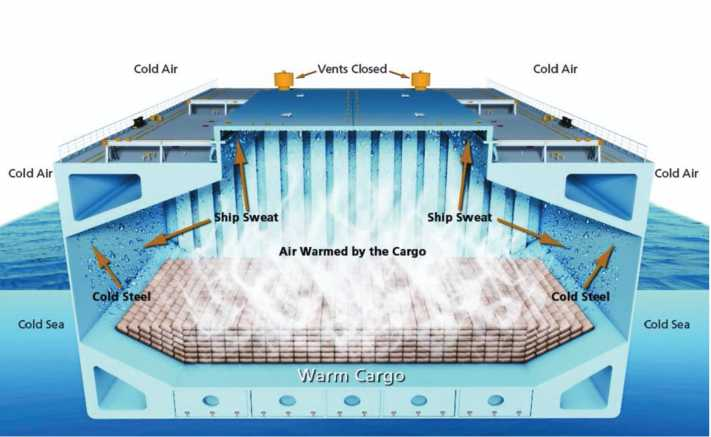 Cold Air
Vents Closed
Cold Air
Cold Air
Cold Air
Ship Sweat
Ship Sweat
Air Warmed by the Cargo
Cold Steel
Cold Steel
Cold Sea
Cold Sea
Warm Cargo